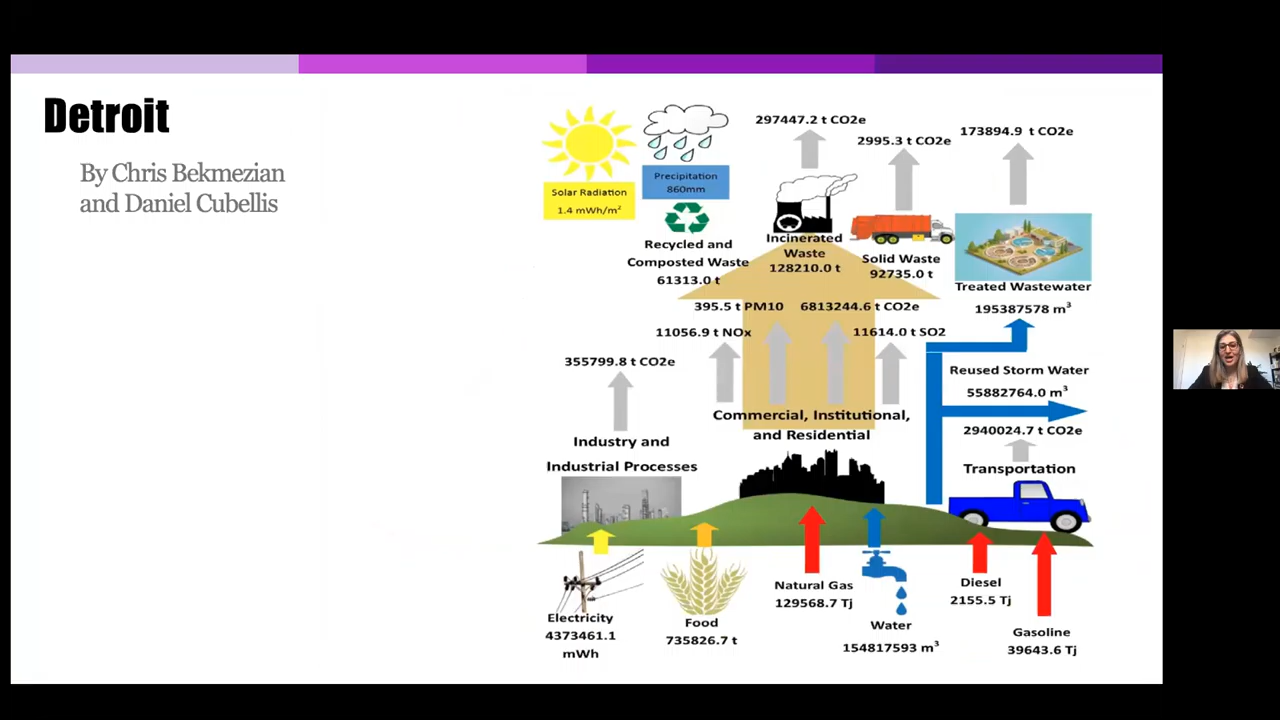 Detroit
By Chris Bekmezian
and Daniel Cubellis
297447.2 t CO2e
2995.3 t CO2e
173894.9 t CO2e
Solar Radiation
1.4 mWh/m²
Precipitation
860mm
Recycled and
Composted Waste
61313.0 t
Incinerated
Waste
128210.0 t
Solid Waste
92735.0 t
Treated Wastewater
195387578 m³
395.5 t PM10
6813244.6 t CO2e
11056.9 t NOx
11614.0 t SO2
355799.8 t CO2e
Reused Storm Water
55882764.0 m³
Commercial, Institutional,
and Residential
2940024.7 t CO2e
Industry and
Industrial Processes
Transportation
Electricity
4373461.1
mWh
Food
735826.7 t
Natural Gas
129568.7 Tj
Water
154817593 m³
Diesel
2155.5 Tj
Gasoline
39643.6 Tj